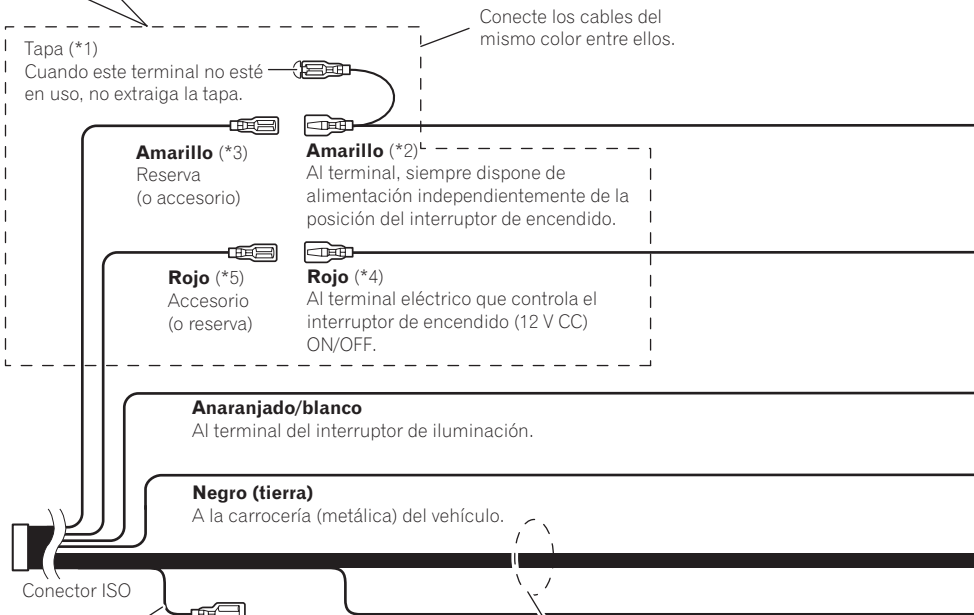 Conecte los cables del
mismo color entre ellos.
Tapa (*1)
Cuando este terminal no esté
en uso, no extraiga la tapa.
Amarillo (*3)
Reserva
(o accesorio)
Amarillo (*2)
Al terminal, siempre dispone de
alimentación independientemente de la
posición del interruptor de encendido.
Rojo (*5)
Accesorio
(o reserva)
Rojo (*4)
Al terminal eléctrico que controla el
interruptor de encendido (12 V CC)
ON/OFF.
Anaranjado/blanco
Al terminal del interruptor de iluminación.
Negro (tierra)
A la carrocería (metálica) del vehículo.
Conector ISO